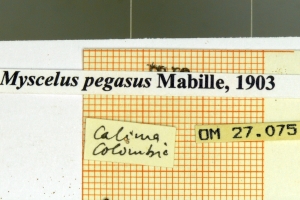 Myscelus pegasus Mabille, 1903
Calima
Colombie
OM 27.075